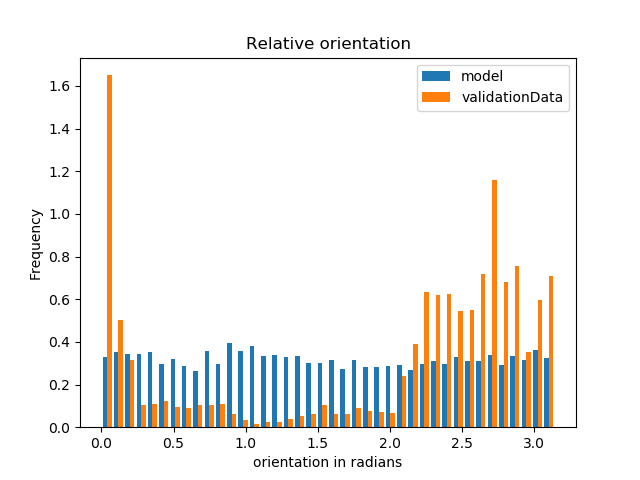 Relative orientation
model
validationData
Frequency
1.6
1.4
1.2
1.0
0.8
0.6
0.4
0.2
0.0
0.0 0.5 1.0 1.5 2.0 2.5 3.0
orientation in radians